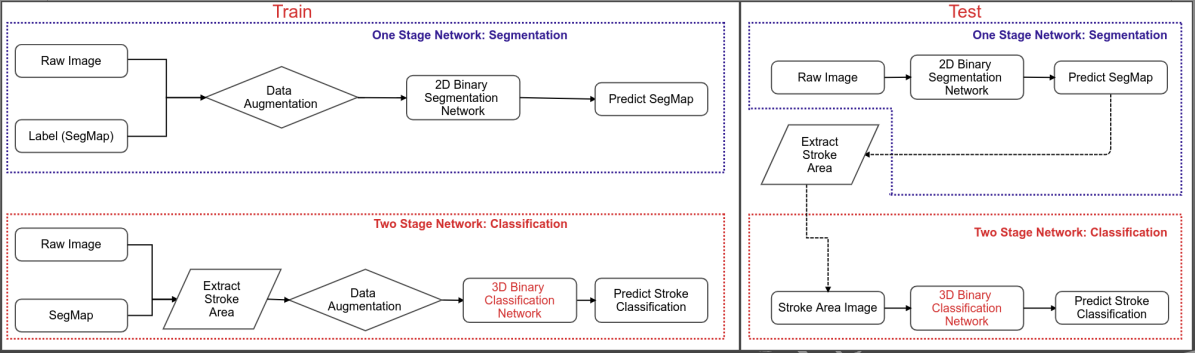 Train
One Stage Network: Segmentation
Raw Image
Label (SegMap)
Data
Augmentation
2D Binary
Segmentation
Network
Predict SegMap
Two Stage Network: Classification
Raw Image
SegMap
Extract
Stroke
Area
Data
Augmentation
3D Binary
Classification
Network
Predict Stroke
Classification
Test
One Stage Network: Segmentation
Raw Image
2D Binary
Segmentation
Network
Predict SegMap
Extract
Stroke
Area
Two Stage Network: Classification
Stroke Area Image
3D Binary
Classification
Network
Predict Stroke
Classification